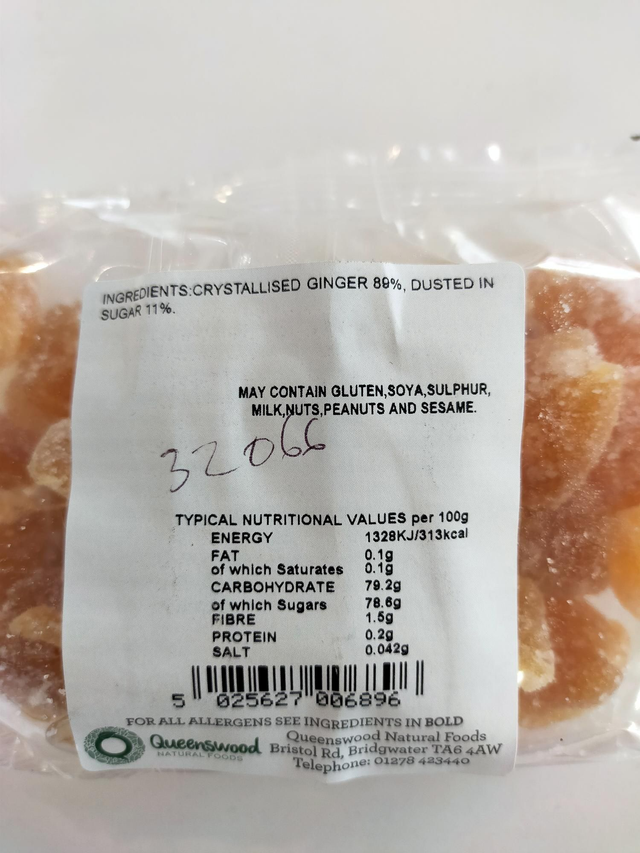 INGREDIENTS:CRYSTALLISED GINGER 89%, DUSTED IN
SUGAR 11%.
MAY CONTAIN GLUTEN,SOYA,SULPHUR,
MILK,NUTS,PEANUTS AND SESAME.
32066
TYPICAL NUTRITIONAL VALUES per 100g
ENERGY 1328KJ/313kcal
FAT 0.1g
of which Saturates 0.1g
CARBOHYDRATE 79.2g
of which Sugars 78.6g
FIBRE 1.5g
PROTEIN 0.2g
SALT 0.042g
5 025627 006896
FOR ALL ALLERGENS SEE INGREDIENTS IN BOLD
Queenswood
NATURAL FOODS
Queenswood Natural Foods
Bristol Rd, Bridgwater TA6 4AW
Telephone: 01278 423440